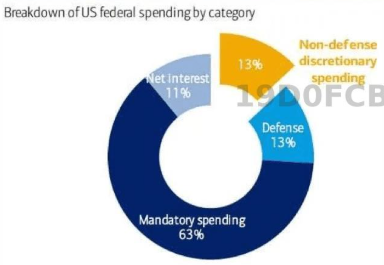 Breakdown of US federal spending by category
Non-defense
discretionary
spending
13%
Net Interest
11%
19D0FCB
Defense
13%
Mandatory spending
63%